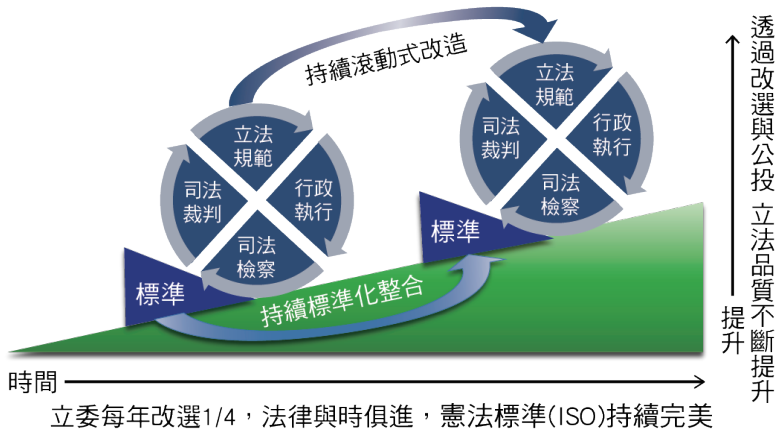 持續滾動式改造
立法
規範
行政
執行
司法
檢察
司法
裁判
標準
立法
規範
行政
執行
司法
檢察
司法
裁判
標準
持續標準化整合
透過改選與公投 立法品質不斷提升
提升
時間
立委每年改選1/4，法律與時俱進，憲法標準(ISO)持續完美